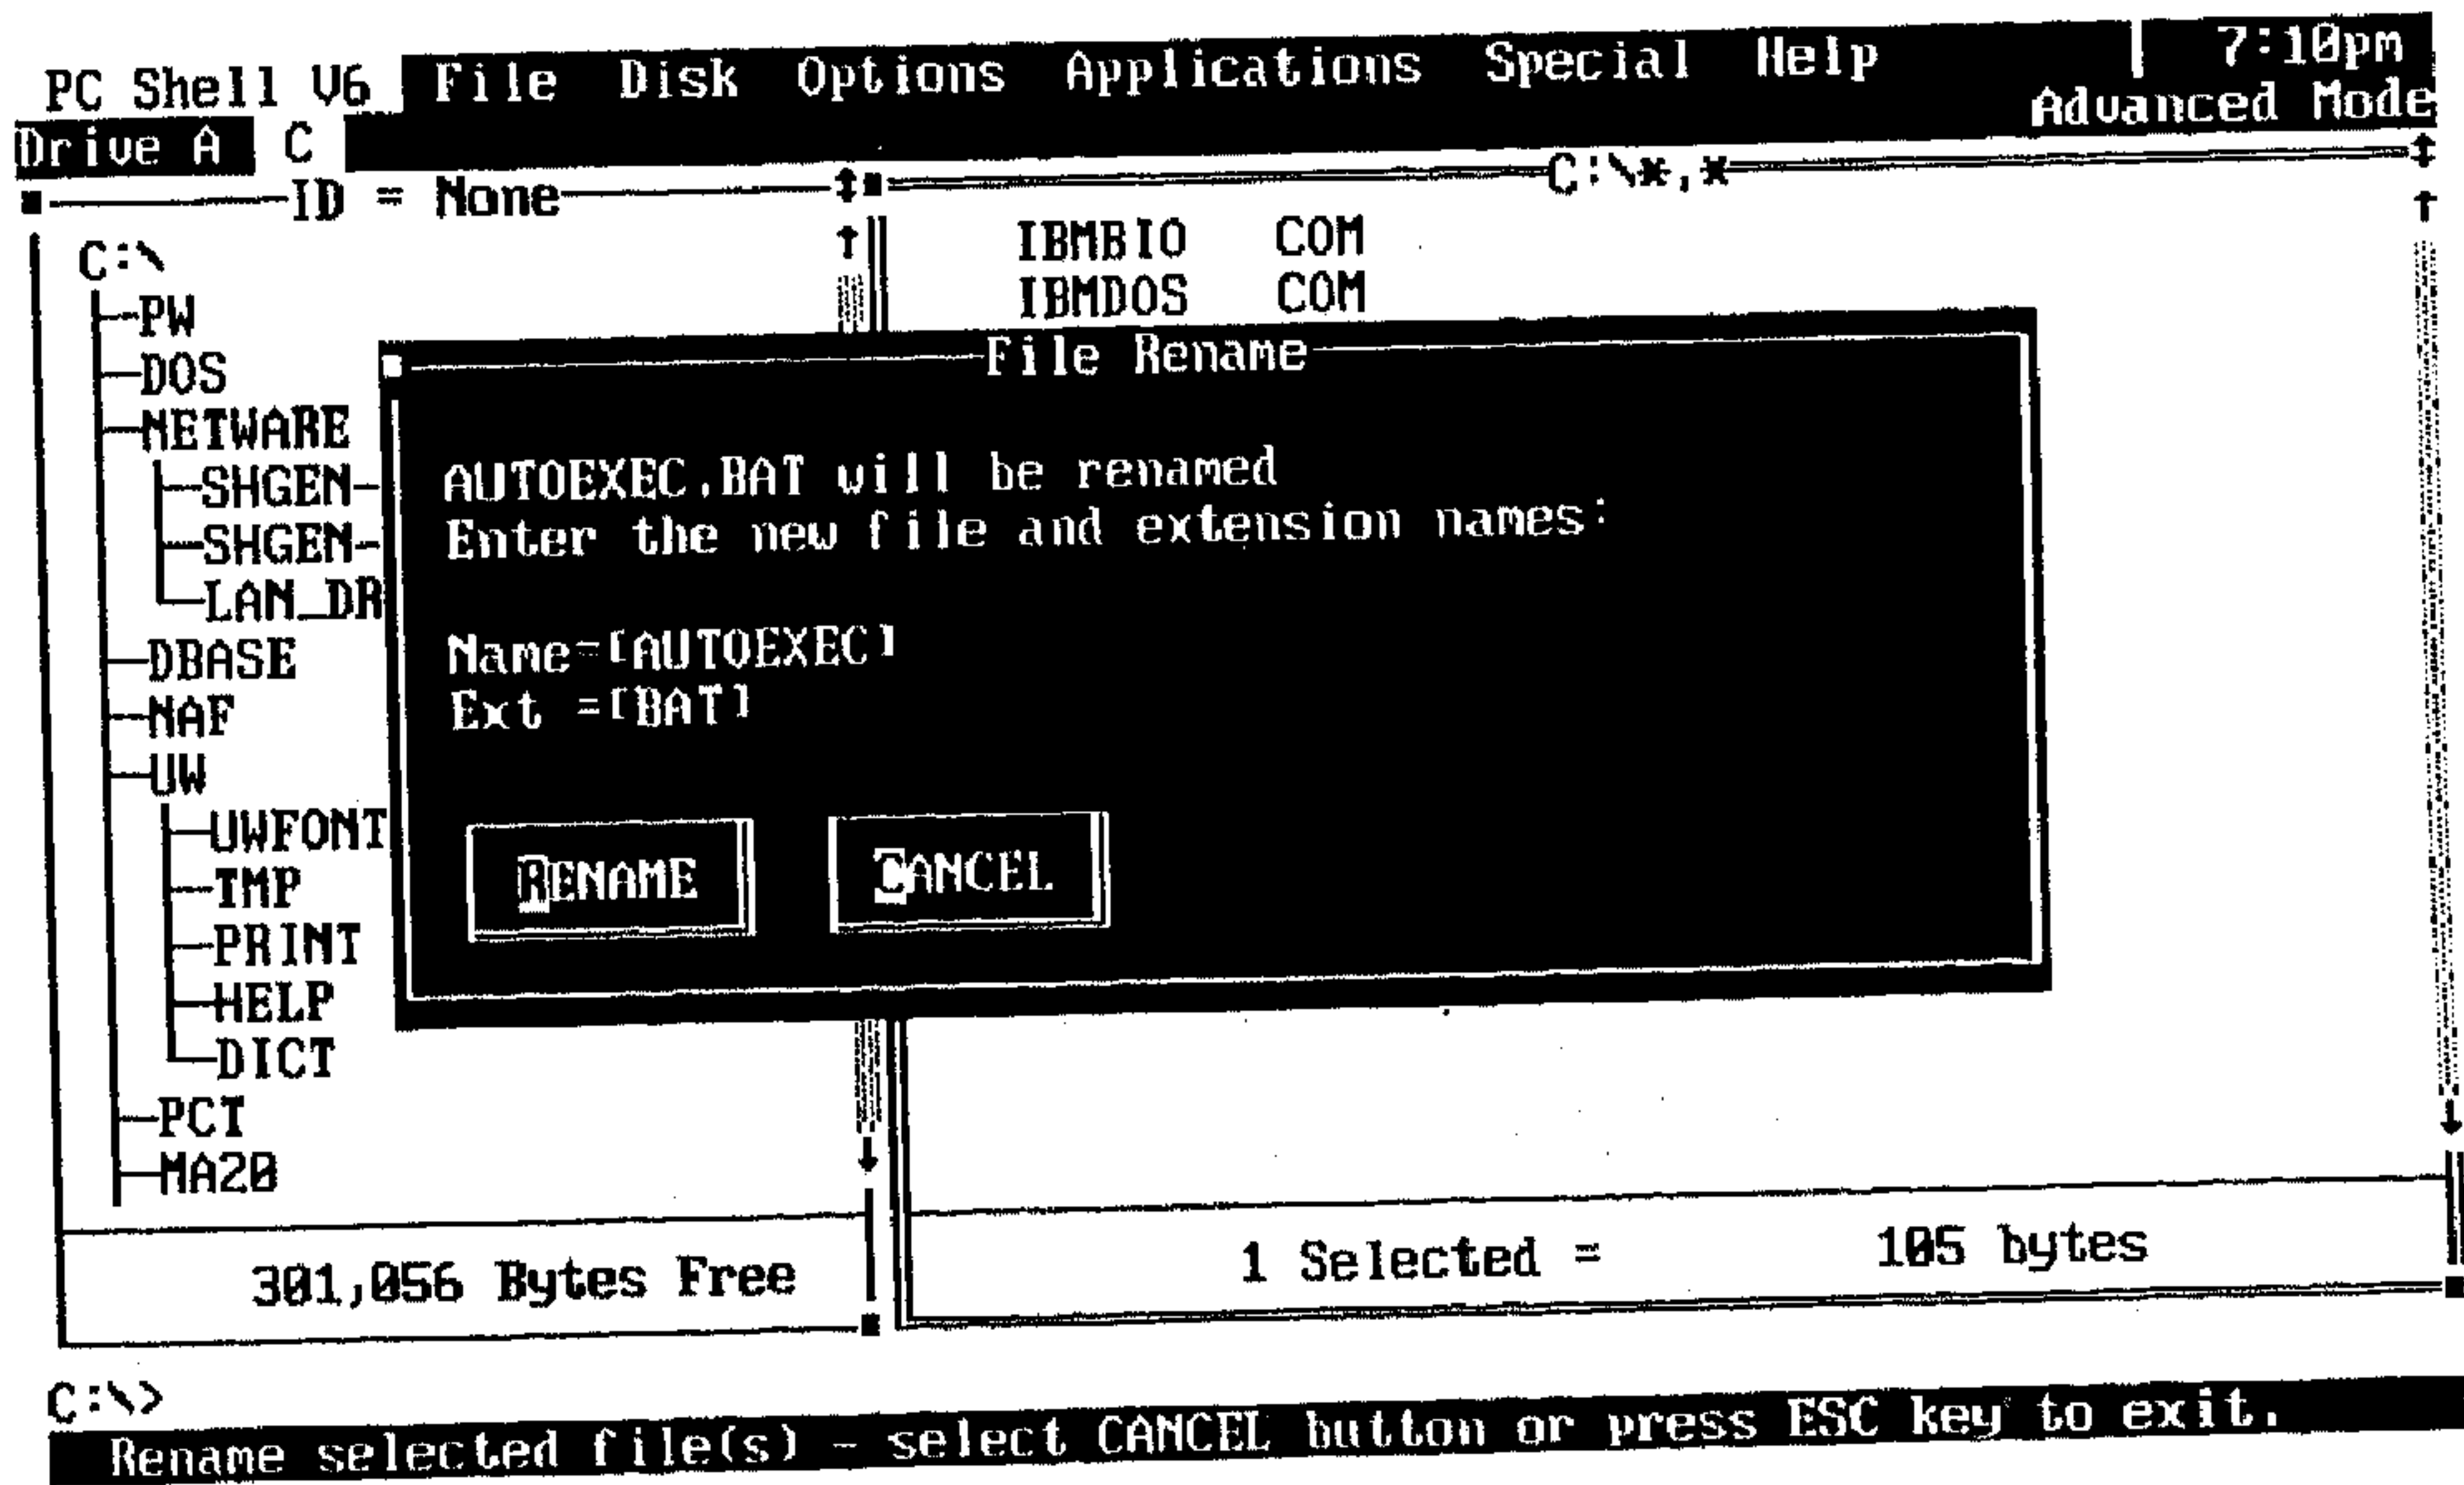 PC Shell V6 File Disk Options Applications Special Help 7:10pm
Advanced Mode
Drive A C
ID = None
C:\*.*
C:\
PW
DOS
NETWARE
SHGEN-
SHGEN-
LAN_DR
DBASE
NAF
UW
UWFONT
TMP
PRINT
HELP
DICT
PCT
MA20
IBMBIO COM
IBMDOS COM
File Rename
AUTOEXEC.BAT will be renamed
Enter the new file and extension names:
Name=[AUTOEXEC]
Ext =[BAT]
RENAME CANCEL
301,056 Bytes Free
1 Selected = 105 bytes
C:\>
Rename selected file(s) - select CANCEL button or press ESC key to exit.